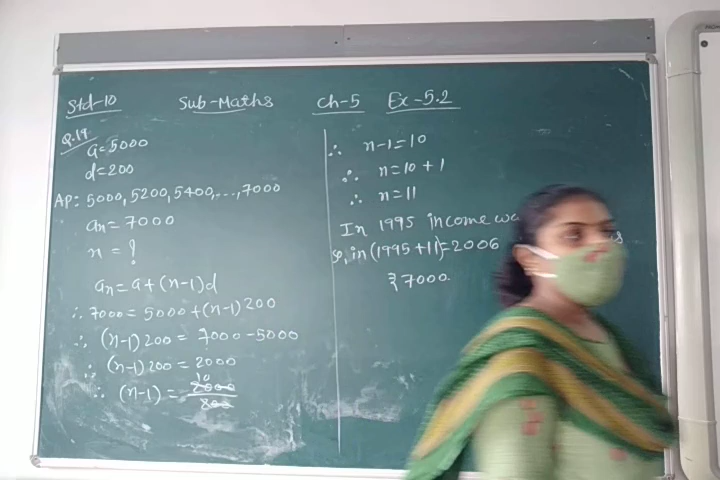 Std-10 Sub-Maths Ch-5 Ex-5.2
Q.19
a=5000
d=200
AP: 5000, 5200, 5400, ..., 7000
an = 7000
n = ?
an = a+(n-1)d
∴ 7000 = 5000+(n-1)200
∴ (n-1)200 = 7000-5000
∴ (n-1)200 = 2000
∴ (n-1) =
∴ n-1=10
∴ n=10+1
∴ n=11
In 1995 income
so, in (1995+11)=2006
₹7000.